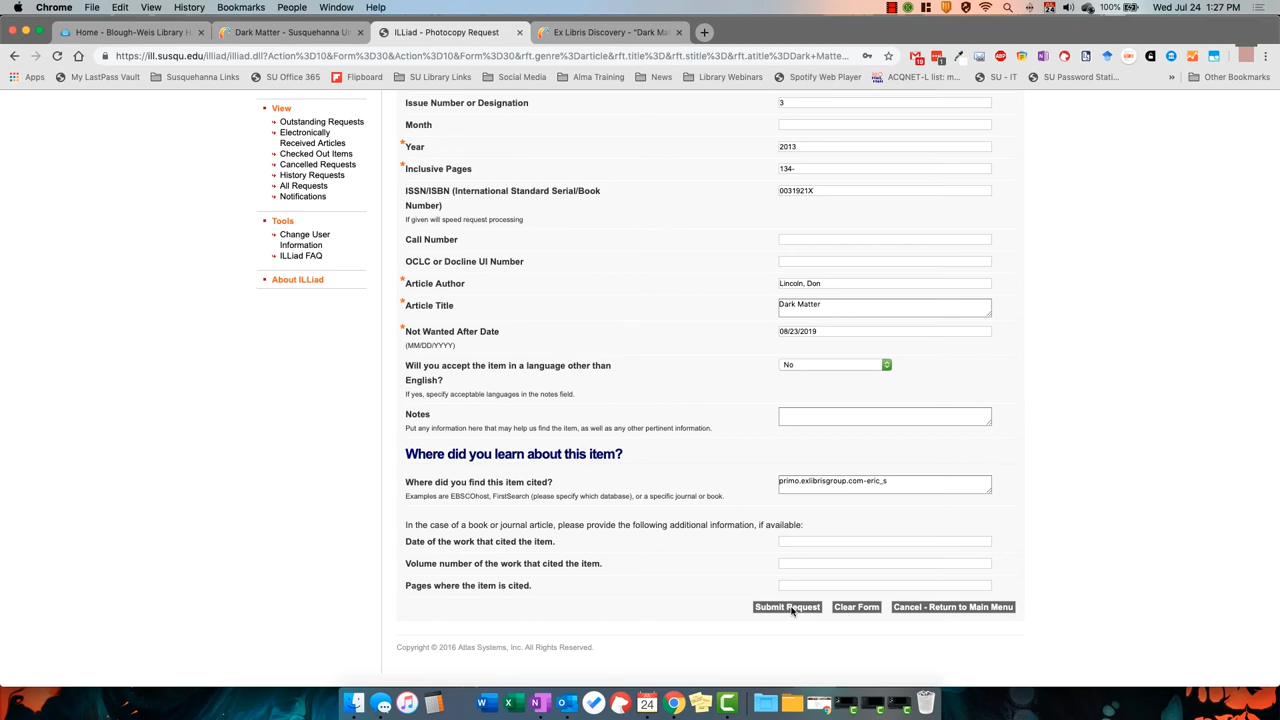 Chrome File Edit View History Bookmarks People Window Help
100% Wed Jul 24 1:27 PM
Home - Blough-Weis Library - H
Dark Matter - Susquehanna Un
ILLiad - Photocopy Request
Ex Libris Discovery - "Dark Mat
https://ill.susqu.edu/illiad/illiad.dll?Action=10&Form=30&Action=10&Form=30&rft.genre=article&rft.title=&rft.stitle=&rft.atitle=Dark+Matter...
Apps My LastPass Vault Susquehanna Links SU Office 365 Flipboard SU Library Links Social Media Alma Training News Library Webinars Spotify Web Player ACQNET-L list: m... SU - IT SU Password Stati... » Other Bookmarks
View
Outstanding Requests
Electronically
Received Articles
Checked Out Items
Cancelled Requests
History Requests
All Requests
Notifications
Tools
Change User
Information
ILLiad FAQ
About ILLiad
Issue Number or Designation 3
Month
*Year 2013
*Inclusive Pages 134-
ISSN/ISBN (International Standard Serial/Book 0031921X
Number)
If given will speed request processing
Call Number
OCLC or Docline UI Number
*Article Author Lincoln, Don
*Article Title Dark Matter
*Not Wanted After Date 08/23/2019
(MM/DD/YYYY)
Will you accept the item in a language other than No
English?
If yes, specify acceptable languages in the notes field.
Notes
Put any information here that may help us find the item, as well as any other pertinent information.
Where did you learn about this item?
Where did you find this item cited? primo.exlibrisgroup.com-eric_s
Examples are EBSCOhost, FirstSearch (please specify which database), or a specific journal or book.
In the case of a book or journal article, please provide the following additional information, if available:
Date of the work that cited the item.
Volume number of the work that cited the item.
Pages where the item is cited.
Submit Request Clear Form Cancel - Return to Main Menu
Copyright © 2016 Atlas Systems, Inc. All Rights Reserved.